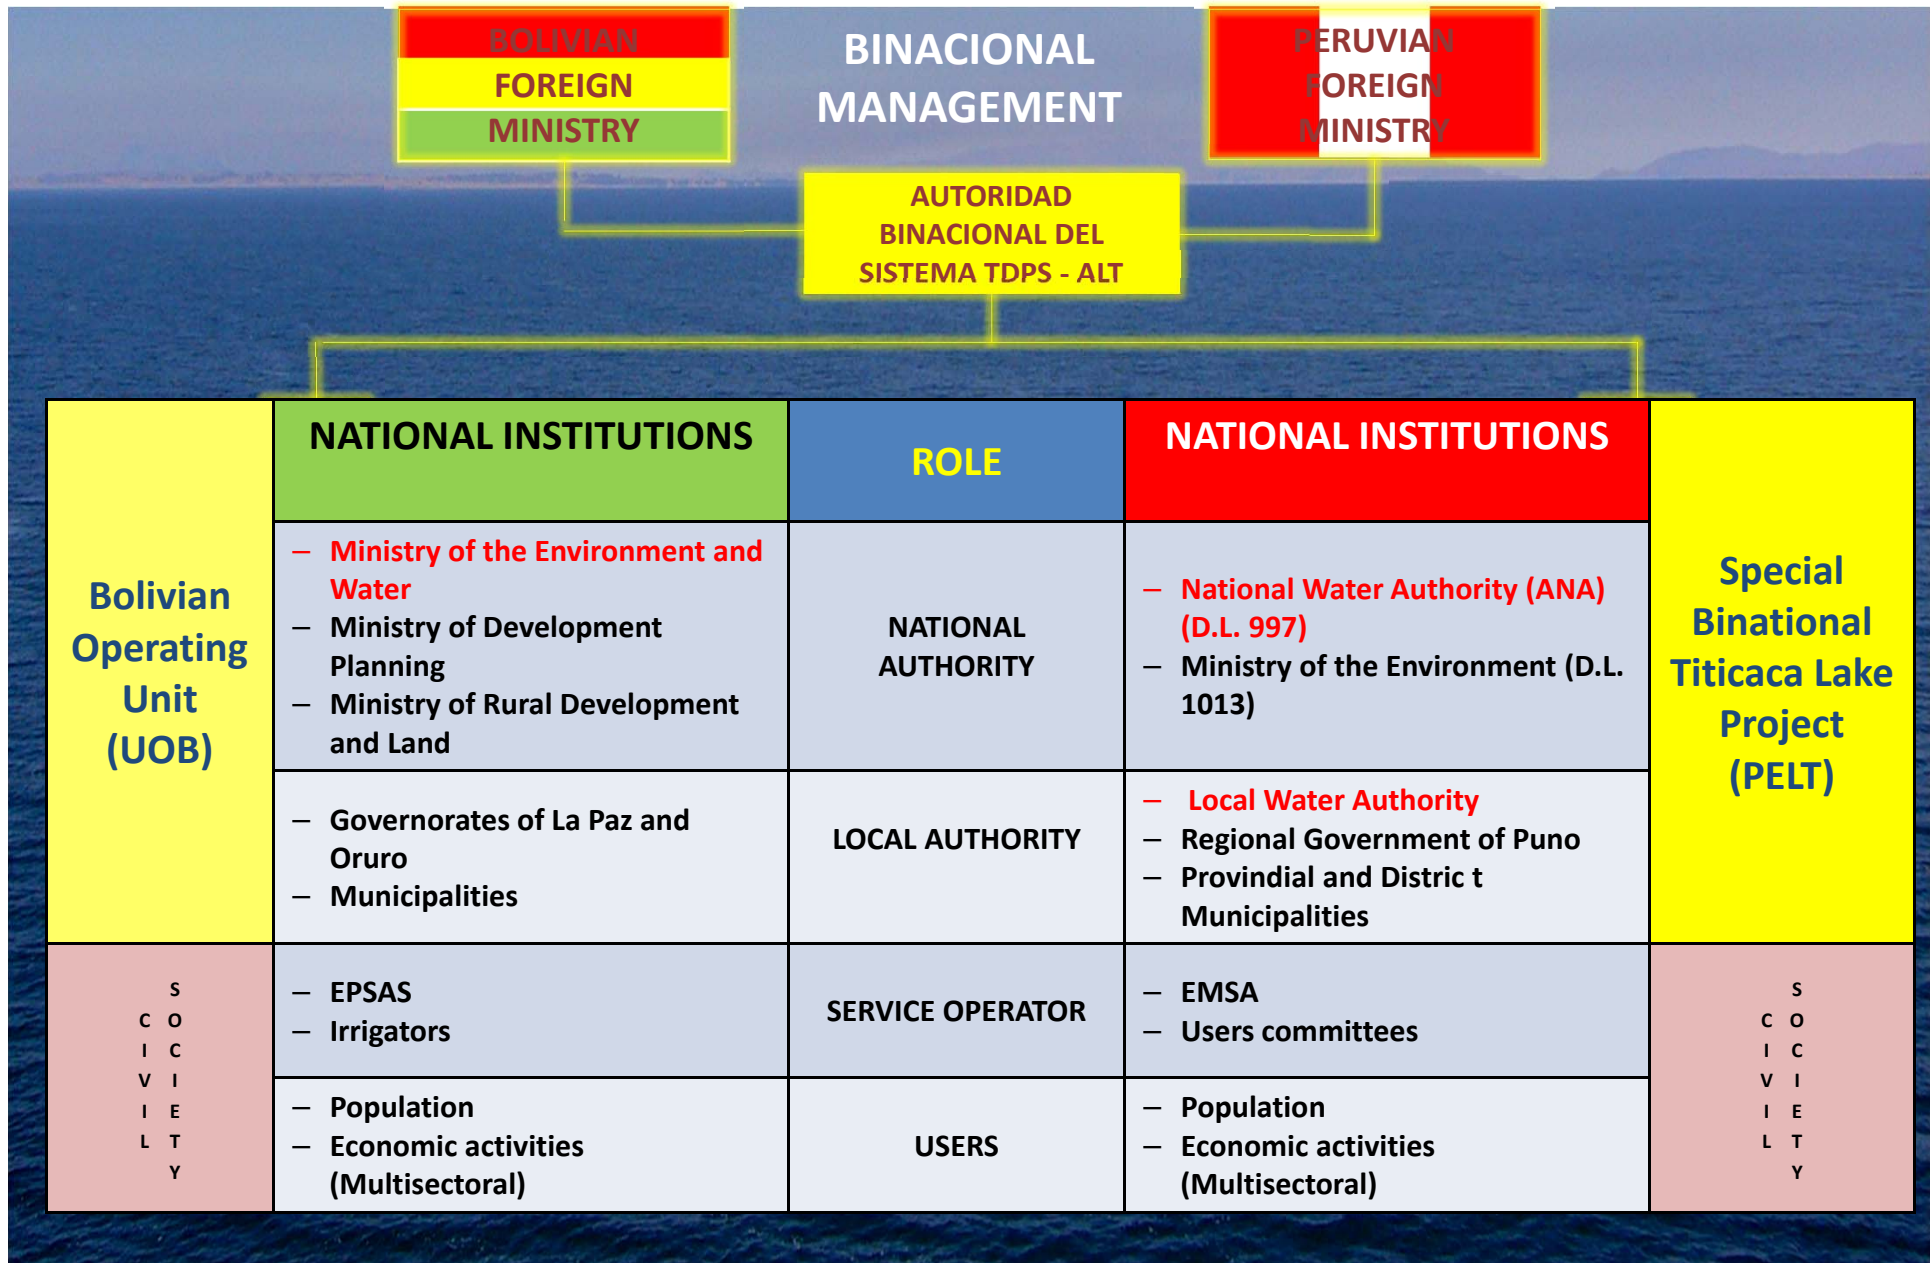 BOLIVIAN
FOREIGN
MINISTRY
BINACIONAL
MANAGEMENT
PERUVIAN
FOREIGN
MINISTRY
AUTORIDAD
BINACIONAL DEL
SISTEMA TDPS - ALT
Bolivian
Operating
Unit
(UOB)
NATIONAL INSTITUTIONS
ROLE
NATIONAL INSTITUTIONS
Special
Binational
Titicaca Lake
Project
(PELT)
– Ministry of the Environment and
Water
– Ministry of Development
Planning
– Ministry of Rural Development
and Land
NATIONAL
AUTHORITY
– National Water Authority (ANA)
(D.L. 997)
– Ministry of the Environment (D.L.
1013)
– Governorates of La Paz and
Oruro
– Municipalities
LOCAL AUTHORITY
– Local Water Authority
– Regional Government of Puno
– Provindial and Distric t
Municipalities
CIVIL
SOCIETY
– EPSAS
– Irrigators
SERVICE OPERATOR
– EMSA
– Users committees
CIVIL
SOCIETY
– Population
– Economic activities
(Multisectoral)
USERS
– Population
– Economic activities
(Multisectoral)